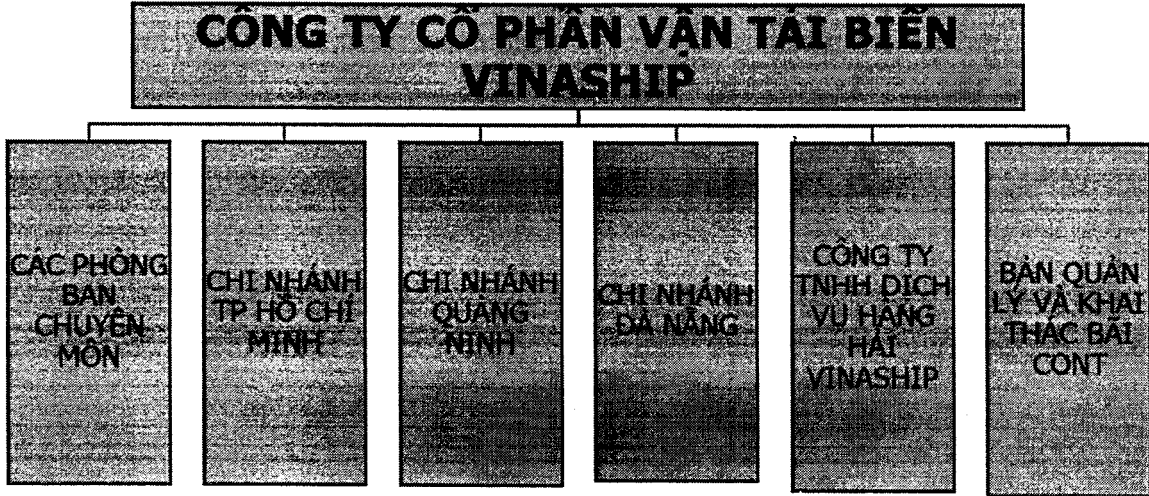 CÔNG TY CỔ PHẦN VẬN TẢI BIỂN
VINASHIP
CÁC PHÒNG
BAN
CHUYÊN
MÔN
CHI NHÁNH
TP HỒ CHÍ
MINH
CHI NHÁNH
QUẢNG
NINH
CHI NHÁNH
ĐÀ NẴNG
CÔNG TY
TNHH DỊCH
VỤ HÀNG
HẢI
VINASHIP
BAN QUẢN
LÝ VÀ KHAI
THÁC BÃI
CONT